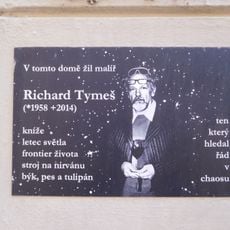 V tomto domě žil malíř
Richard Tymeš
(*1958 +2014)
kníže
letec světla
frontier života
stroj na nirvánu
býk, pes a tulipán
ten
který
hledal
řád
v
chaosu